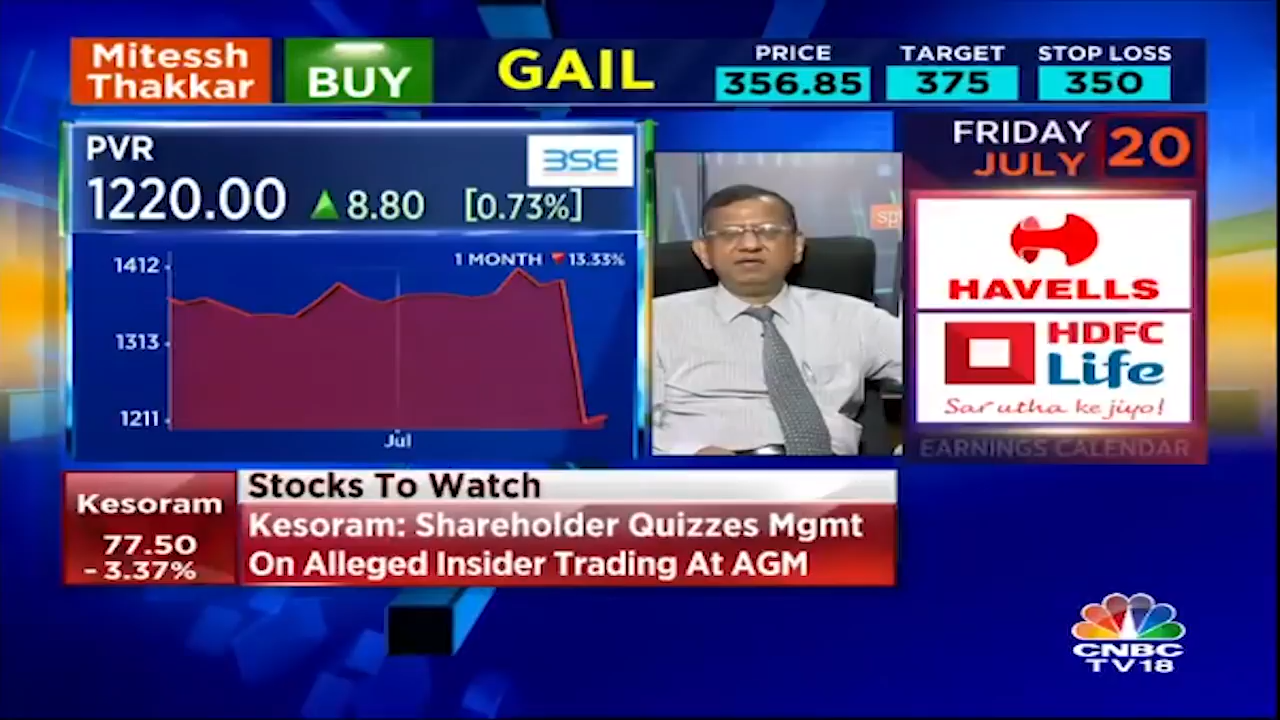 Mitessh
Thakkar
BUY
GAIL
PRICE
356.85
TARGET
375
STOP LOSS
350
PVR
1220.00
8.80
[0.73%]
BSE
1 MONTH 13.33%
1412
1313
1211
Jul
FRIDAY
JULY
20
HAVELLS
HDFC
Life
Sar utha ke jiyo!
EARNINGS CALENDAR
Kesoram
77.50
-3.37%
Stocks To Watch
Kesoram: Shareholder Quizzes Mgmt
On Alleged Insider Trading At AGM
CNBC
TV18